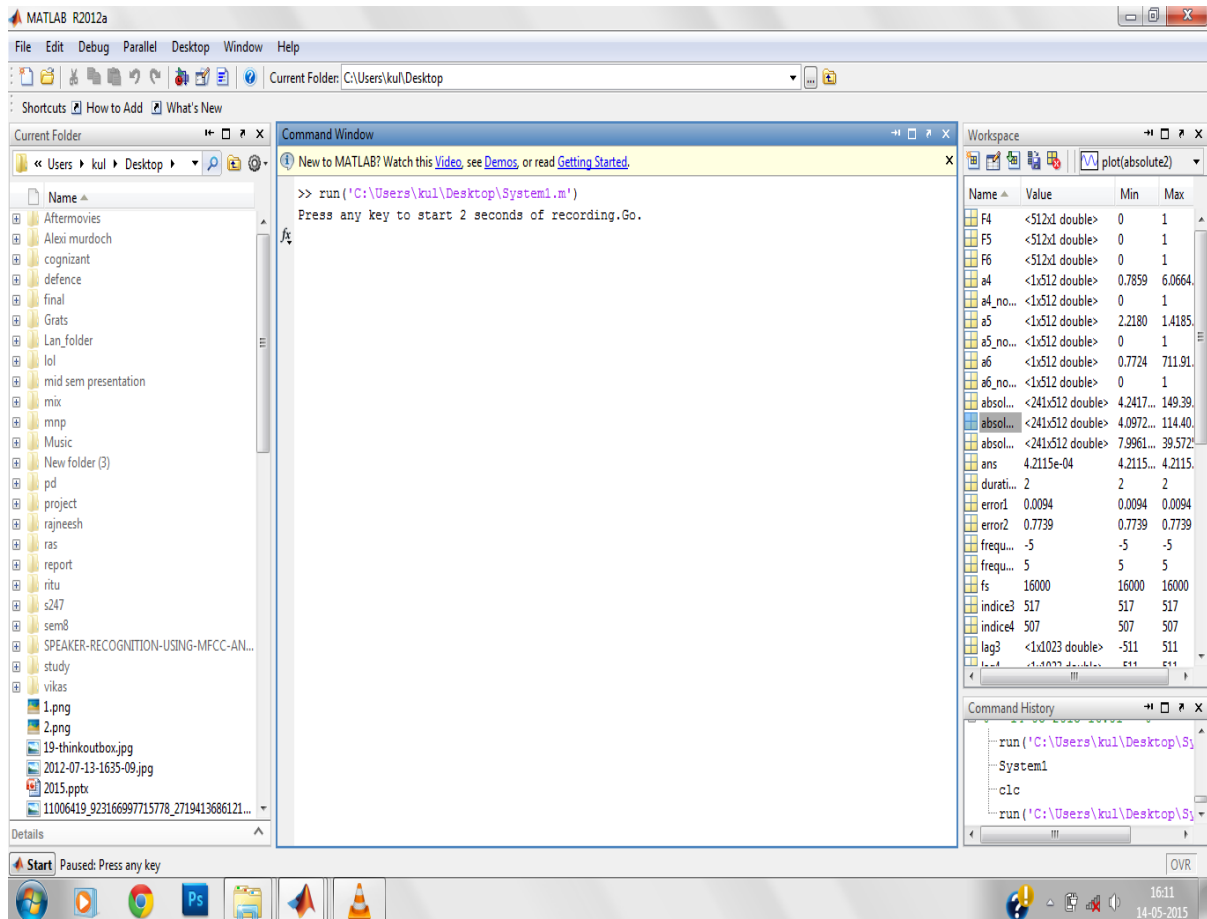 MATLAB R2012a
File Edit Debug Parallel Desktop Window Help
Current Folder: C:\Users\kul\Desktop
Shortcuts How to Add What's New
Current Folder
« Users kul Desktop
Name
Aftermovies
Alexi murdoch
cognizant
defence
final
Grats
Lan_folder
lol
mid sem presentation
mix
mnp
Music
New folder (3)
pd
project
rajneesh
ras
report
ritu
s247
sem8
SPEAKER-RECOGNITION-USING-MFCC-AN...
study
vikas
1.png
2.png
19-thinkoutbox.jpg
2012-07-13-1635-09.jpg
2015.pptx
11006419_923166997715778_2719413686121...
Details
Command Window
New to MATLAB? Watch this Video, see Demos, or read Getting Started.
>> run('C:\Users\kul\Desktop\System1.m')
Press any key to start 2 seconds of recording.Go.
fx
Workspace
plot(absolute2)
Name Value Min Max
F4 <512x1 double> 0 1
F5 <512x1 double> 0 1
F6 <512x1 double> 0 1
a4 <1x512 double> 0.7859 6.0664.
a4_no... <1x512 double> 0 1
a5 <1x512 double> 2.2180 1.4185.
a5_no... <1x512 double> 0 1
a6 <1x512 double> 0.7724 711.91.
a6_no... <1x512 double> 0 1
absol... <241x512 double> 4.2417... 149.39.
absol... <241x512 double> 4.0972... 114.40.
absol... <241x512 double> 7.9961... 39.572
ans 4.2115e-04 4.2115... 4.2115.
durati... 2 2 2
error1 0.0094 0.0094 0.0094
error2 0.7739 0.7739 0.7739
frequ... -5 -5 -5
frequ... 5 5 5
fs 16000 16000 16000
indice3 517 517 517
indice4 507 507 507
lag3 <1x1023 double> -511 511
Command History
run('C:\Users\kul\Desktop\Sy
System1
clc
run('C:\Users\kul\Desktop\Sy
Start Paused: Press any key
OVR
Ps
16:11
14-05-2015